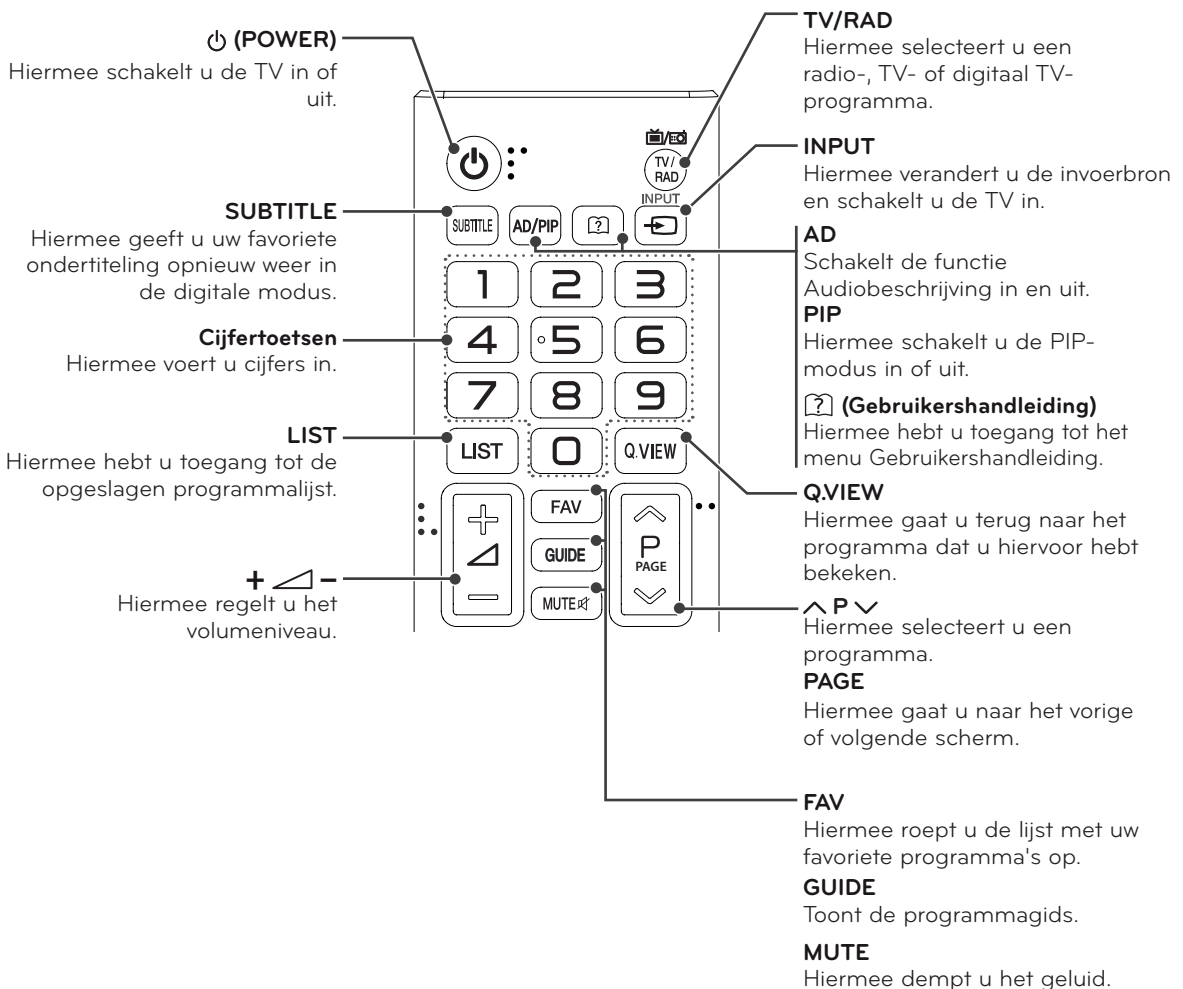 ⏻ (POWER)
Hiermee schakelt u de TV in of
uit.
SUBTITLE
Hiermee geeft u uw favoriete
ondertiteling opnieuw weer in
de digitale modus.
Cijfertoetsen
Hiermee voert u cijfers in.
LIST
Hiermee hebt u toegang tot de
opgeslagen programmalijst.
+ ⊿ −
Hiermee regelt u het
volumeniveau.
TV/
RAD
INPUT
SUBTITLE
AD/PIP
?
1
2
3
4
5
6
7
8
9
LIST
0
Q.VIEW
+
−
FAV
GUIDE
MUTE
P
PAGE
TV/RAD
Hiermee selecteert u een
radio-, TV- of digitaal TV-
programma.
INPUT
Hiermee verandert u de invoerbron
en schakelt u de TV in.
AD
Schakelt de functie
Audiobeschrijving in en uit.
PIP
Hiermee schakelt u de PIP-
modus in of uit.
? (Gebruikershandleiding)
Hiermee hebt u toegang tot het
menu Gebruikershandleiding.
Q.VIEW
Hiermee gaat u terug naar het
programma dat u hiervoor hebt
bekeken.
︿ P ﹀
Hiermee selecteert u een
programma.
PAGE
Hiermee gaat u naar het vorige
of volgende scherm.
FAV
Hiermee roept u de lijst met uw
favoriete programma's op.
GUIDE
Toont de programmagids.
MUTE
Hiermee dempt u het geluid.